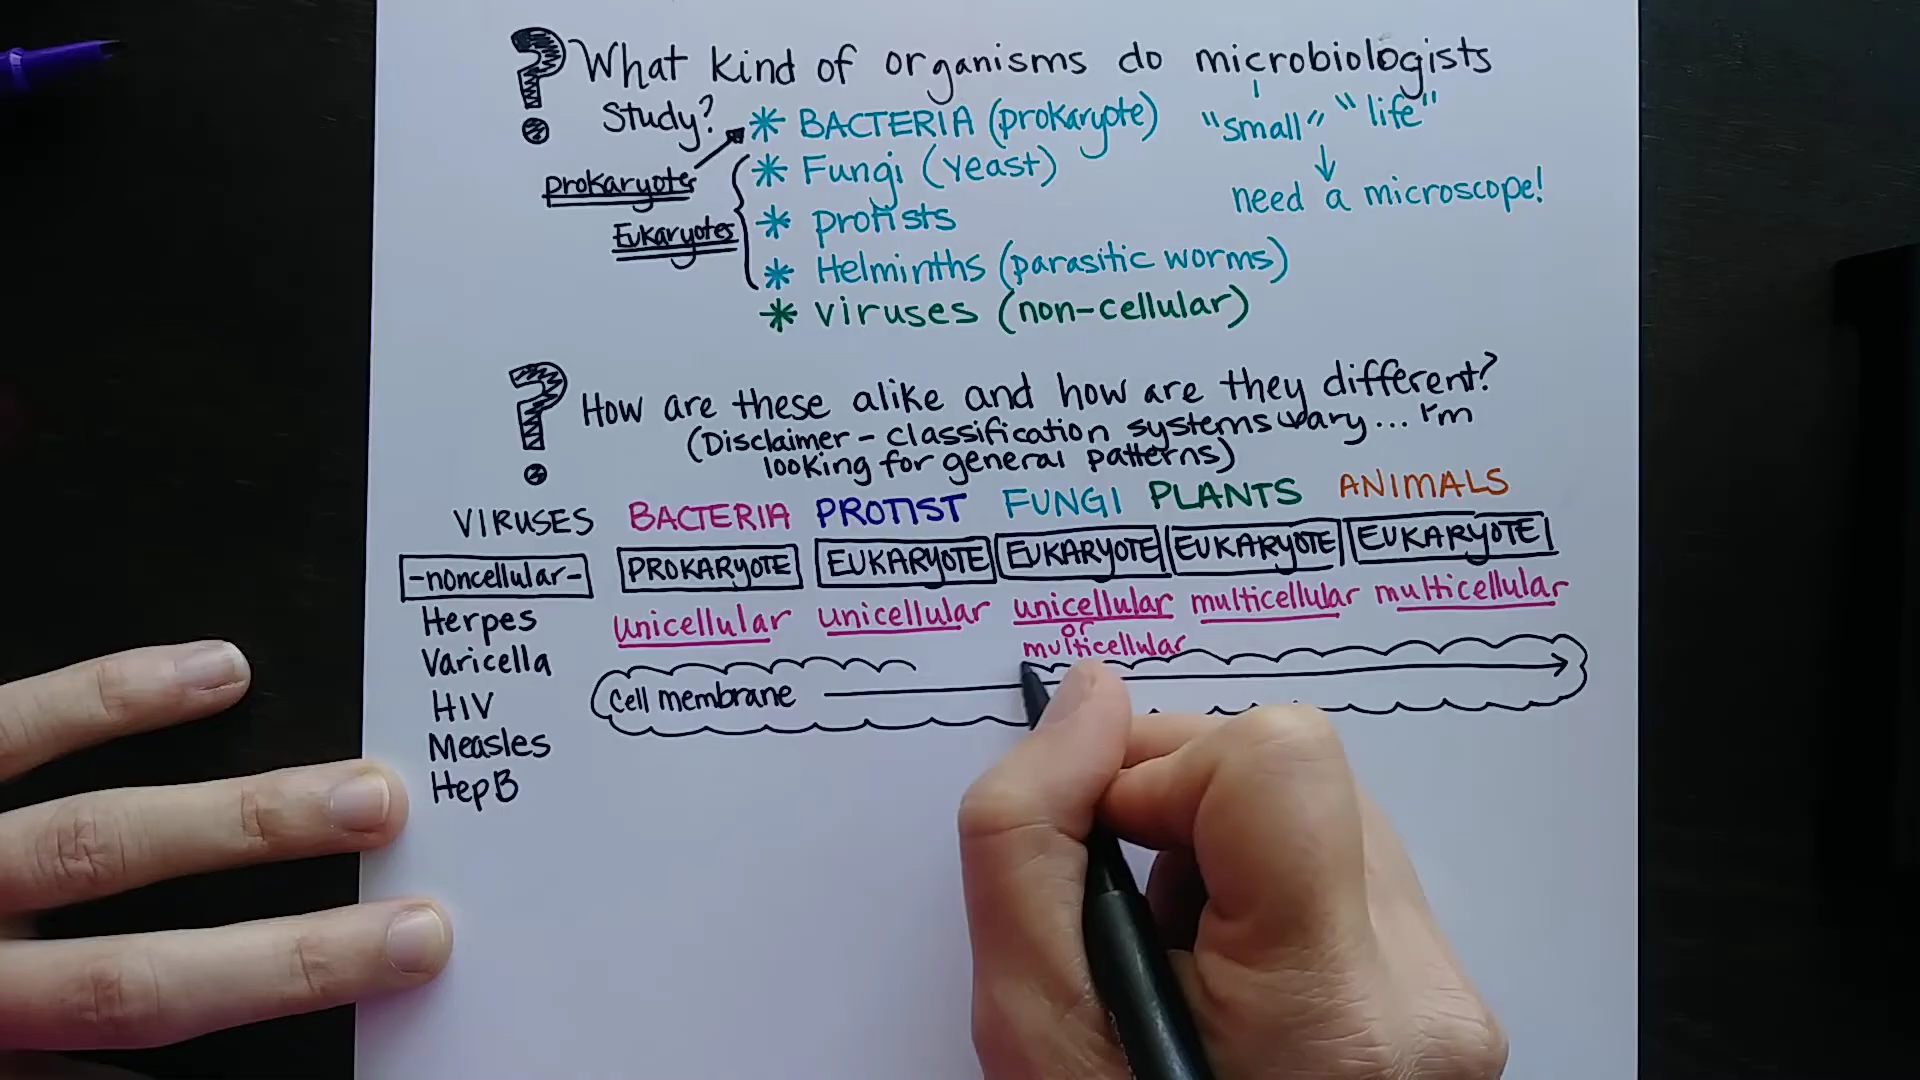 ? What kind of organisms do microbiologists
study? * BACTERIA (prokaryote) "small" "life"
prokaryotes * Fungi (yeast) need a microscope!
Eukaryotes * protists
* Helminths (parasitic worms)
* Viruses (non-cellular)
? How are these alike and how are they different?
(Disclaimer - classification systems vary... I'm
looking for general patterns)
VIRUSES BACTERIA PROTIST FUNGI PLANTS ANIMALS
-noncellular- PROKARYOTE EUKARYOTE EUKARYOTE EUKARYOTE EUKARYOTE
Herpes unicellular unicellular unicellular multicellular multicellular
or
multicellular
Varicella
Cell membrane
HIV
Measles
HepB